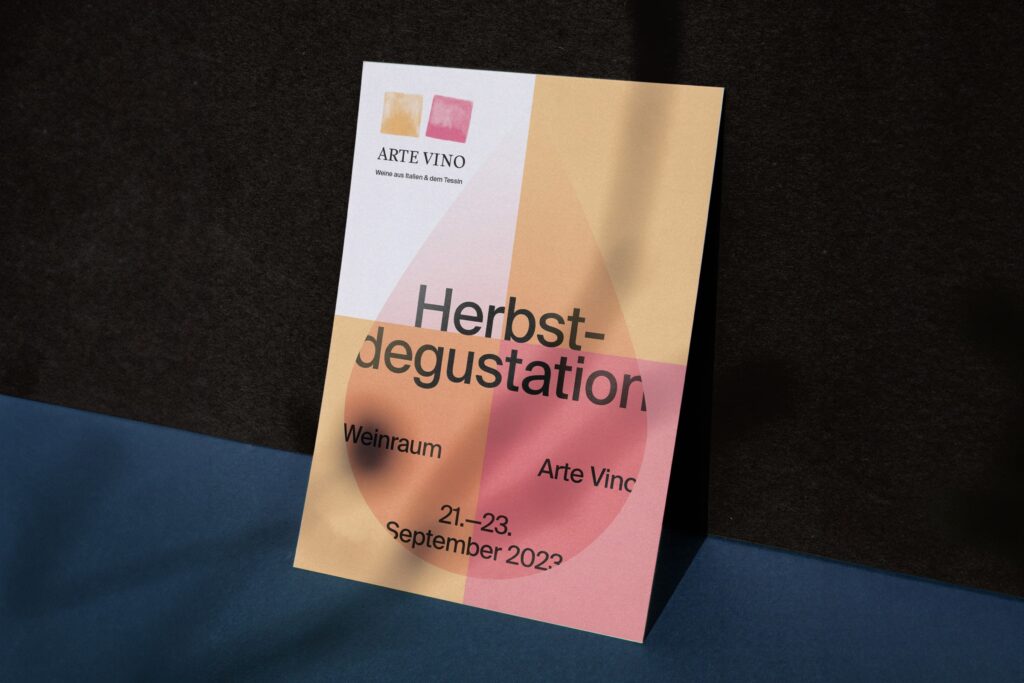 ARTE VINO
Weine aus Italien & dem Tessin
Herbst-
degustation
Weinraum
Arte Vino
21.–23.
September 2023